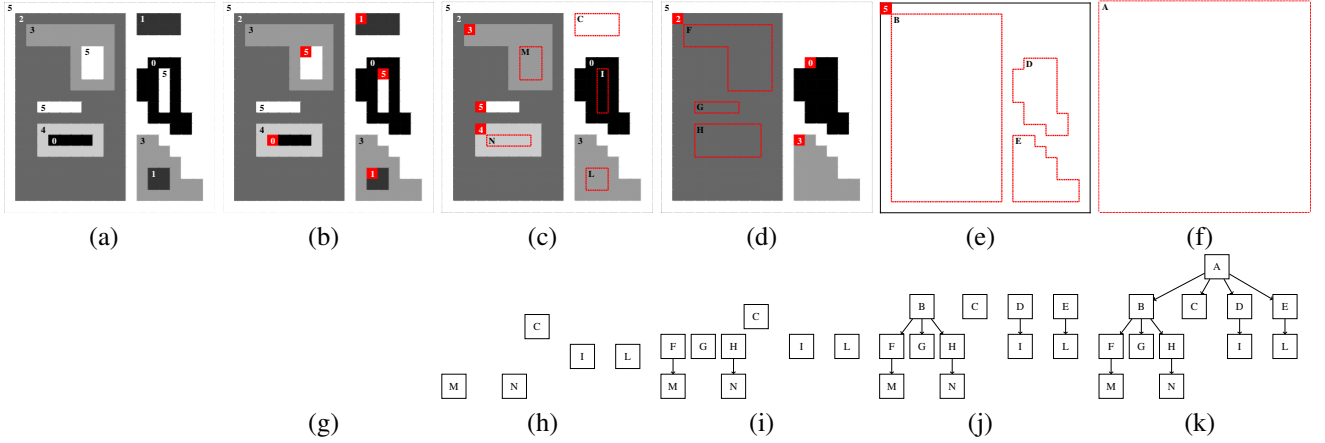 5
2
3
5
5
4
0
1
0
5
3
1
(a)
5
2
3
5
5
4
0
1
0
5
3
1
(b)
5
2
3
M
5
4
N
C
0
I
3
L
(c)
5
2
F
G
H
0
3
(d)
5
B
D
E
(e)
A
(f)
(g)
C
I L
M N
(h)
C
F G H I L
M N
(i)
B C D E
F G H I L
M N
(j)
A
B C D E
F G H I L
M N
(k)